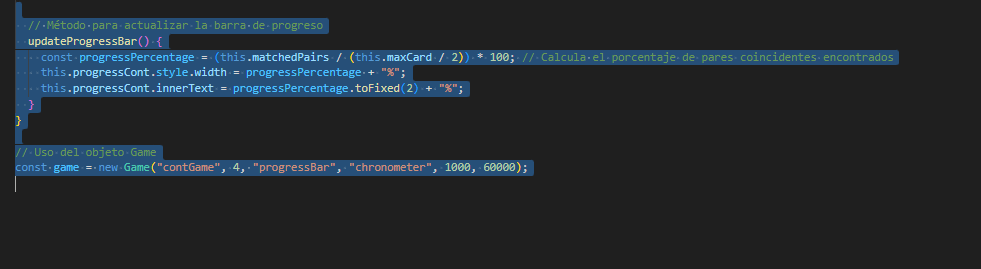 // Método para actualizar la barra de progreso
updateProgressBar() {
const progressPercentage = (this.matchedPairs / (this.maxCard / 2)) * 100; // Calcula el porcentaje de pares coincidentes encontrados
this.progressCont.style.width = progressPercentage + "%";
this.progressCont.innerText = progressPercentage.toFixed(2) + "%";
}
}
// Uso del objeto Game
const game = new Game("contGame", 4, "progressBar", "chronometer", 1000, 60000);